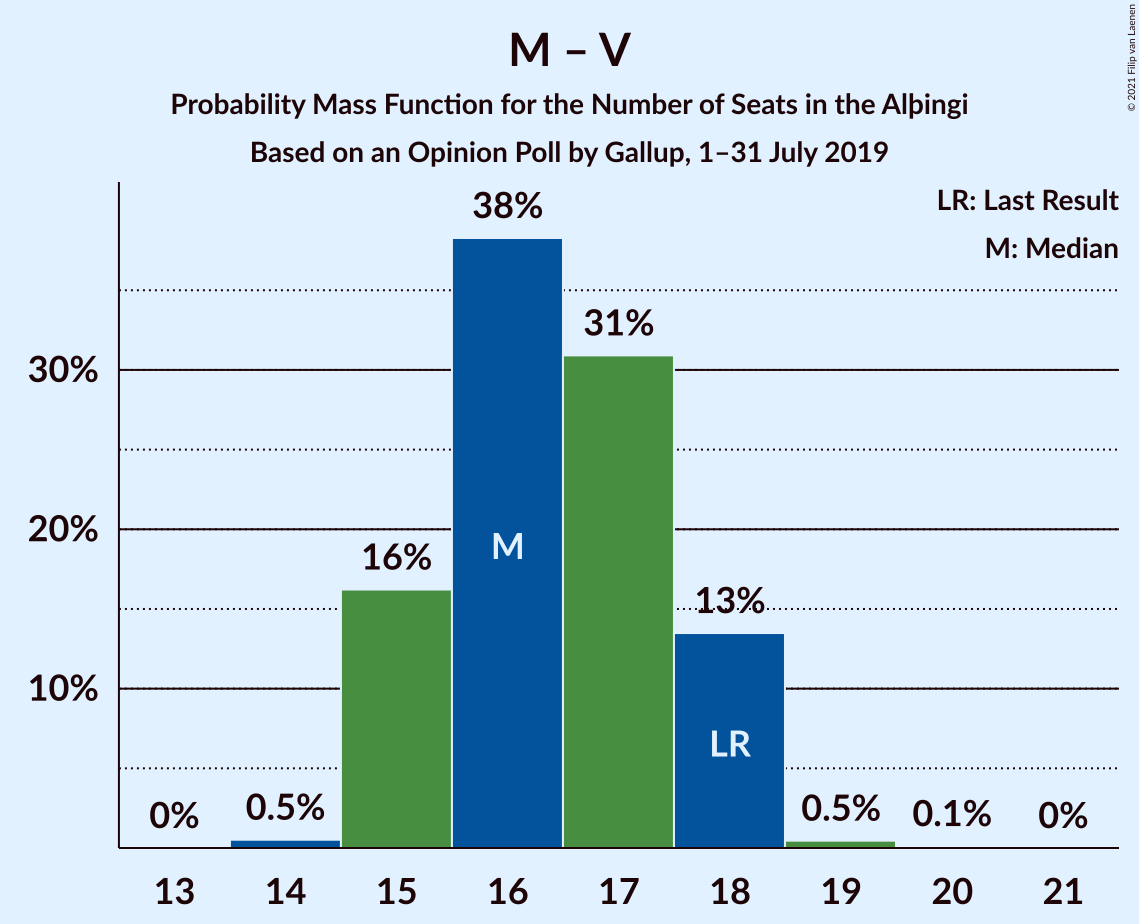 M – V
Probability Mass Function for the Number of Seats in the Alþingi
Based on an Opinion Poll by Gallup, 1–31 July 2019
© 2021 Filip van Laenen
LR: Last Result
M: Median
38%
31%
30%
20%
16%
M
13%
10%
LR
0%
0.5%
0.5%
0.1%
0%
13 14 15 16 17 18 19 20 21